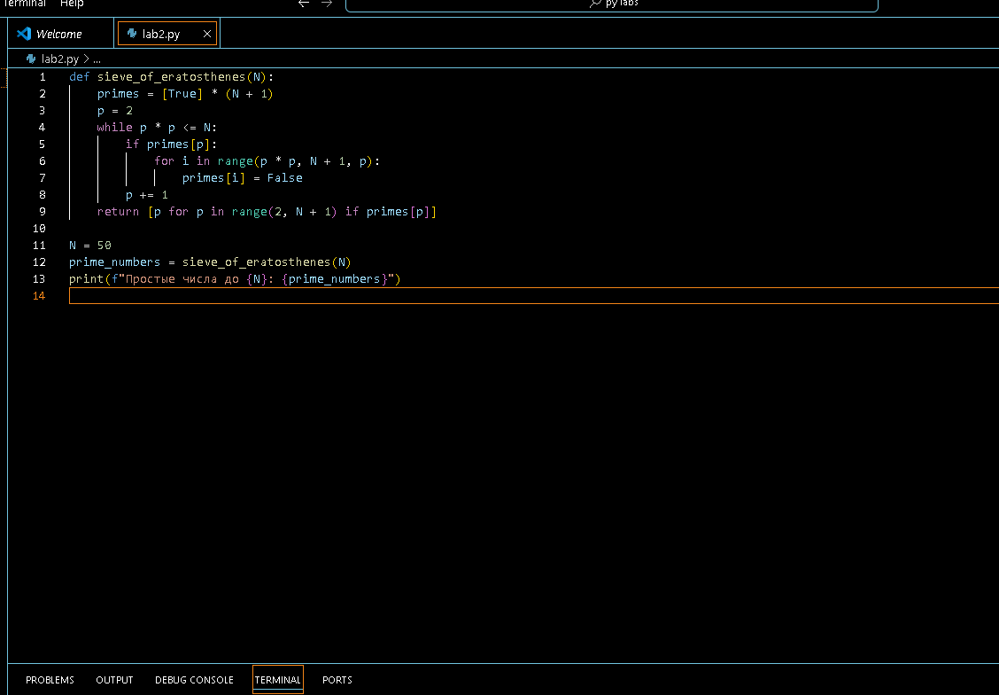 Terminal Help
py labs
Welcome lab2.py
lab2.py > ...
1 def sieve_of_eratosthenes(N):
2     primes = [True] * (N + 1)
3     p = 2
4     while p * p <= N:
5         if primes[p]:
6             for i in range(p * p, N + 1, p):
7                 primes[i] = False
8         p += 1
9     return [p for p in range(2, N + 1) if primes[p]]
10
11 N = 50
12 prime_numbers = sieve_of_eratosthenes(N)
13 print(f"Простые числа до {N}: {prime_numbers}")
14
PROBLEMS OUTPUT DEBUG CONSOLE TERMINAL PORTS